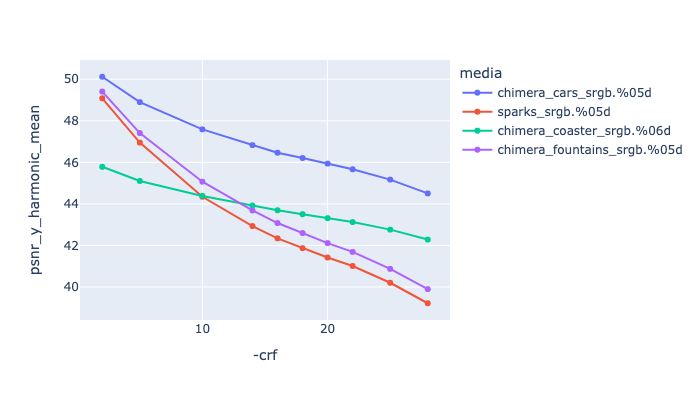 media
chimera_cars_srgb.%05d
sparks_srgb.%05d
chimera_coaster_srgb.%06d
chimera_fountains_srgb.%05d
psnr_y_harmonic_mean
50
48
46
44
42
40
10
20
-crf